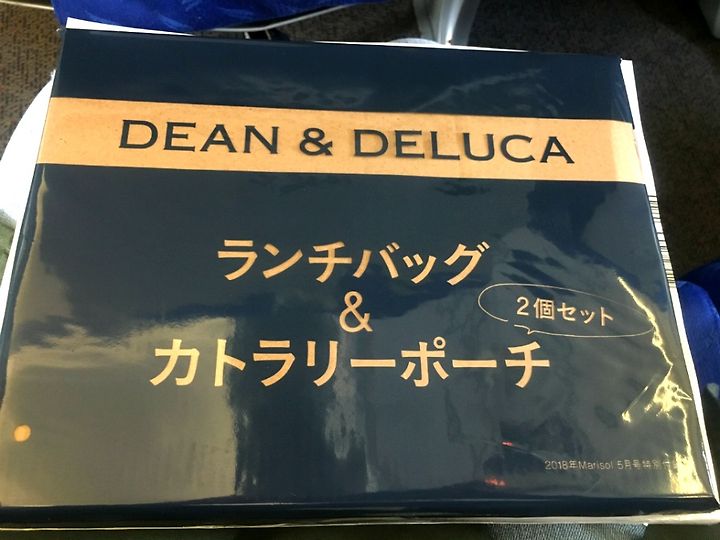 DEAN & DELUCA
ランチバッグ
&
2個セット
カトラリーポーチ
2018年Marisol 5月号特別付